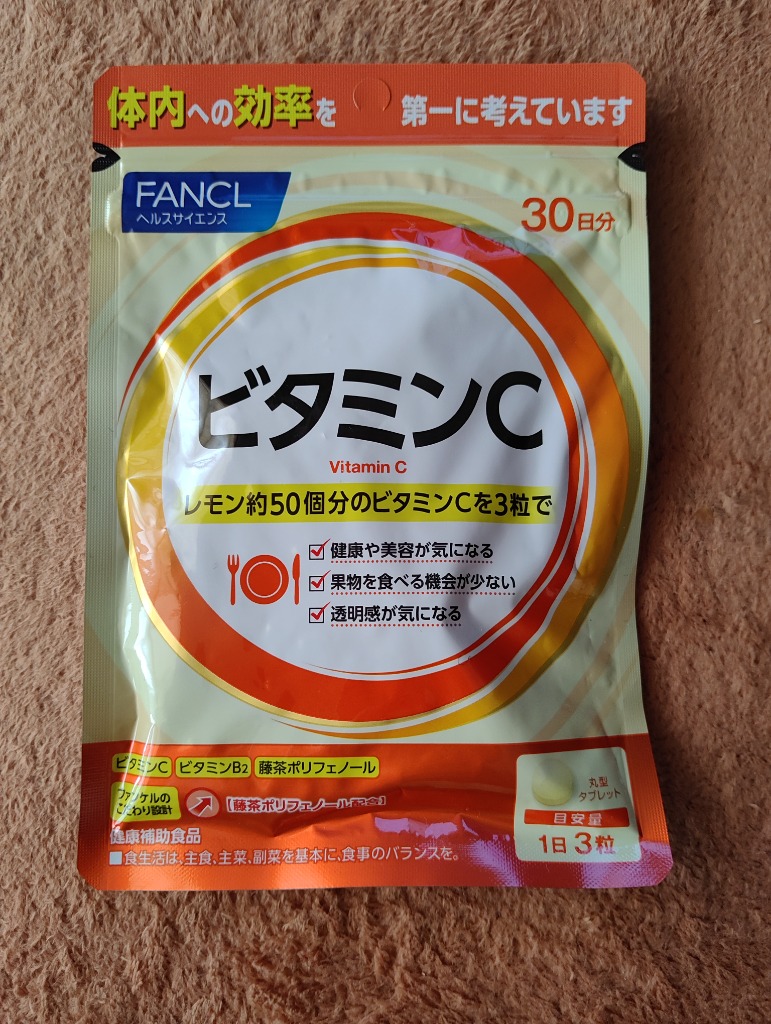 体内への効率を 第一に考えています
FANCL
ヘルスサイエンス
30日分
ビタミンC
Vitamin C
レモン約50個分のビタミンCを3粒で
健康や美容が気になる
果物を食べる機会が少ない
透明感が気になる
ビタミンC ビタミンB2 藤茶ポリフェノール
ファンケルの
こだわり設計
【藤茶ポリフェノール配合】
健康補助食品
■食生活は、主食、主菜、副菜を基本に、食事のバランスを。
丸型
タブレット
目安量
1日 3粒